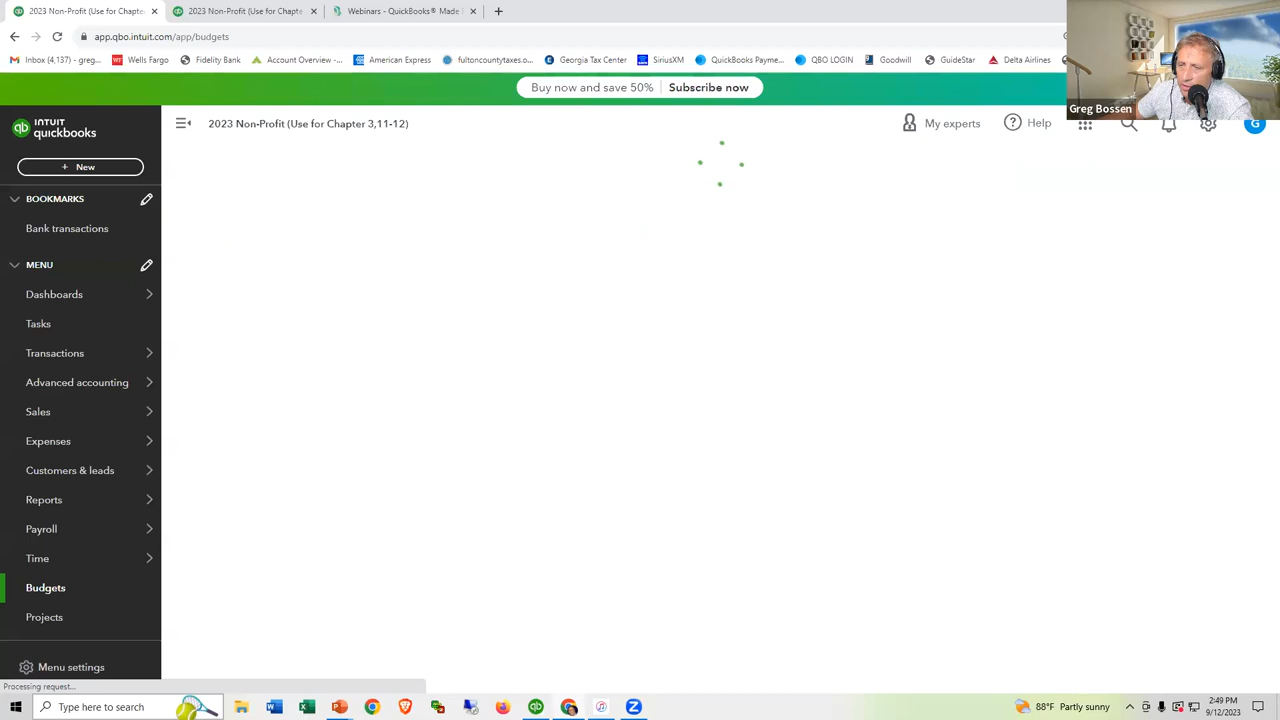 2023 Non-Profit (Use for Chapte
2023 Non-Profit (Use for Chapte
Webinars - QuickBooks® Made
app.qbo.intuit.com/app/budgets
Inbox (4,137) - greg...
Wells Fargo
Fidelity Bank
Account Overview -...
American Express
fultoncountytaxes.o...
Georgia Tax Center
SiriusXM
QuickBooks Payme...
QBO LOGIN
Goodwill
GuideStar
Delta Airlines
Buy now and save 50%
Subscribe now
Greg Bossen
INTUIT
quickbooks
2023 Non-Profit (Use for Chapter 3,11-12)
My experts
Help
G
+ New
BOOKMARKS
Bank transactions
MENU
Dashboards
Tasks
Transactions
Advanced accounting
Sales
Expenses
Customers & leads
Reports
Payroll
Time
Budgets
Projects
Menu settings
Processing request...
Type here to search
88°F Partly sunny
2:49 PM
9/12/2023